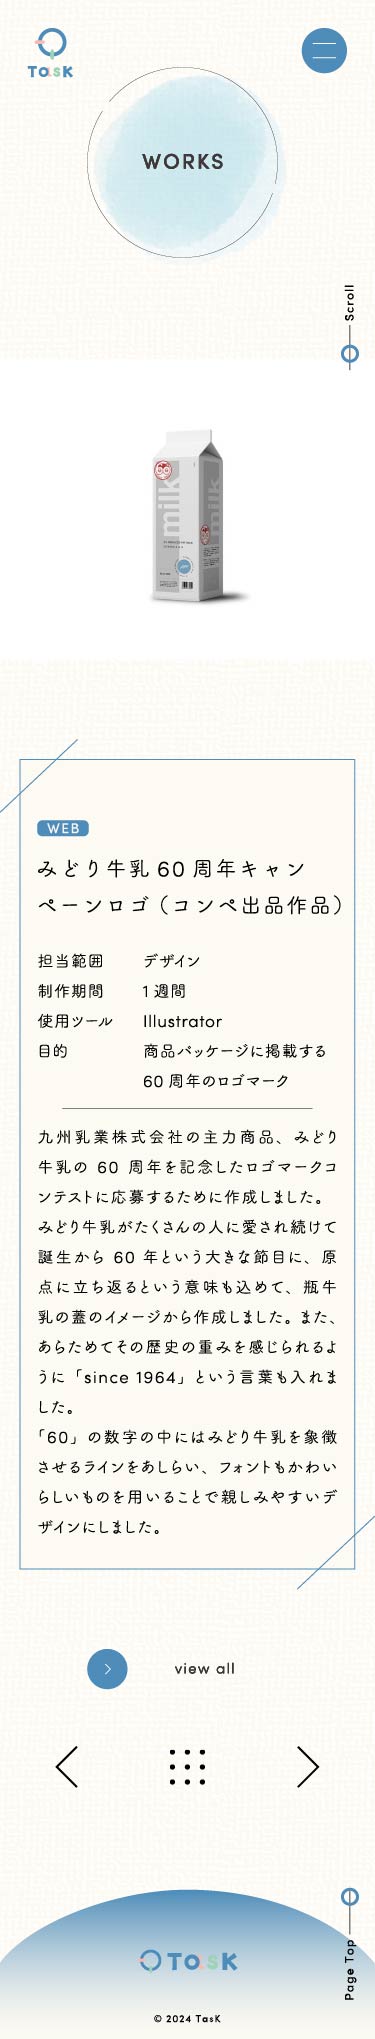 TasK
WORKS
Scroll
milk
milk
WEB
みどり牛乳 60 周年キャン
ペーンロゴ（コンペ出品作品）
担当範囲 デザイン
制作期間 1 週間
使用ツール Illustrator
目的 商品パッケージに掲載する
60 周年のロゴマーク
九州乳業株式会社の主力商品、みどり
牛乳の 60 周年を記念したロゴマークコ
ンテストに応募するために作成しました。
みどり牛乳がたくさんの人に愛され続けて
誕生から 60 年という大きな節目に、原
点に立ち返るという意味も込めて、瓶牛
乳の蓋のイメージから作成しました。また、
あらためてその歴史の重みを感じられるよ
うに「since 1964」という言葉も入れま
した。
「60」の数字の中にはみどり牛乳を象徴
させるラインをあしらい、フォントもかわい
らしいものを用いることで親しみやすいデ
ザインにしました。
view all
Page Top
TasK
© 2024 TasK